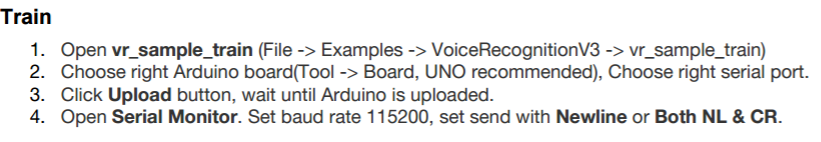 Train
1. Open vr_sample_train (File -> Examples -> VoiceRecognitionV3 -> vr_sample_train)
2. Choose right Arduino board(Tool -> Board, UNO recommended), Choose right serial port.
3. Click Upload button, wait until Arduino is uploaded.
4. Open Serial Monitor. Set baud rate 115200, set send with Newline or Both NL & CR.